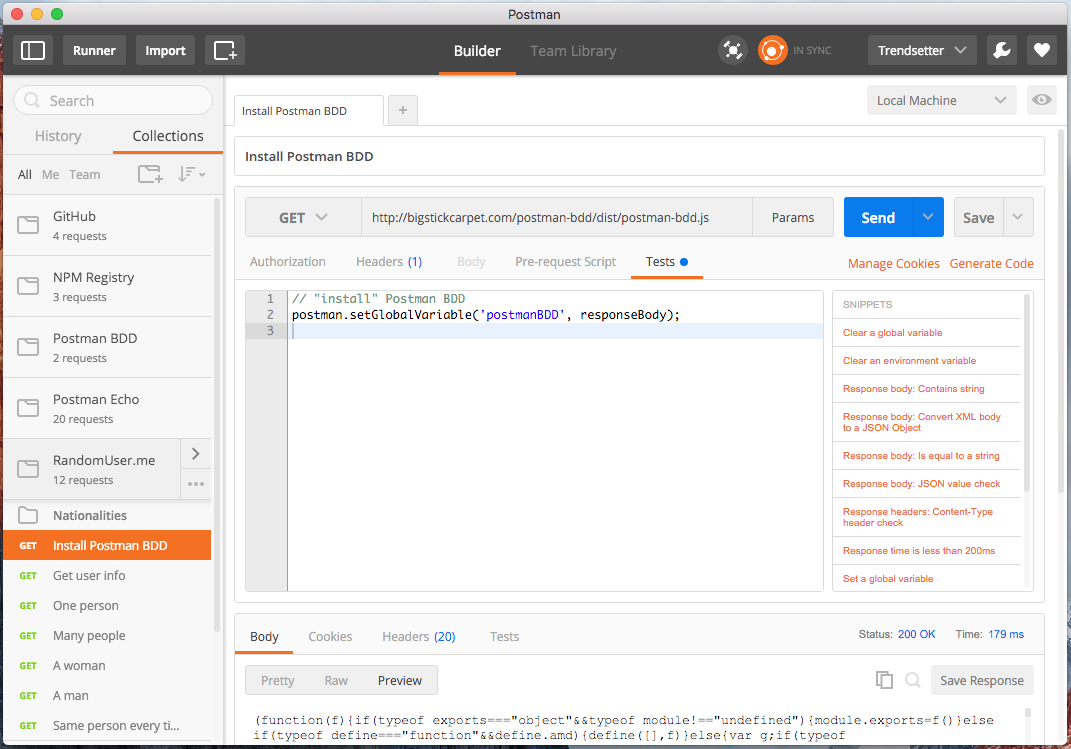 Postman
Runner
Import
Builder
Team Library
IN SYNC
Trendsetter
Search
History
Collections
All
Me
Team
GitHub
4 requests
NPM Registry
3 requests
Postman BDD
2 requests
Postman Echo
20 requests
RandomUser.me
12 requests
Nationalities
GET Install Postman BDD
GET Get user info
GET One person
GET Many people
GET A woman
GET A man
GET Same person every ti...
Install Postman BDD
+
Local Machine
Install Postman BDD
GET
http://bigstickcarpet.com/postman-bdd/dist/postman-bdd.js
Params
Send
Save
Authorization
Headers (1)
Body
Pre-request Script
Tests
Manage Cookies
Generate Code
1 // "install" Postman BDD
2 postman.setGlobalVariable('postmanBDD', responseBody);
3
SNIPPETS
Clear a global variable
Clear an environment variable
Response body: Contains string
Response body: Convert XML body
to a JSON Object
Response body: Is equal to a string
Response body: JSON value check
Response headers: Content-Type
header check
Response time is less than 200ms
Set a global variable
Body
Cookies
Headers (20)
Tests
Status: 200 OK
Time: 179 ms
Pretty
Raw
Preview
Save Response
(function(f){if(typeof exports==="object"&&typeof module!=="undefined"){module.exports=f()}else
if(typeof define==="function"&&define.amd){define([],f)}else{var g;if(typeof